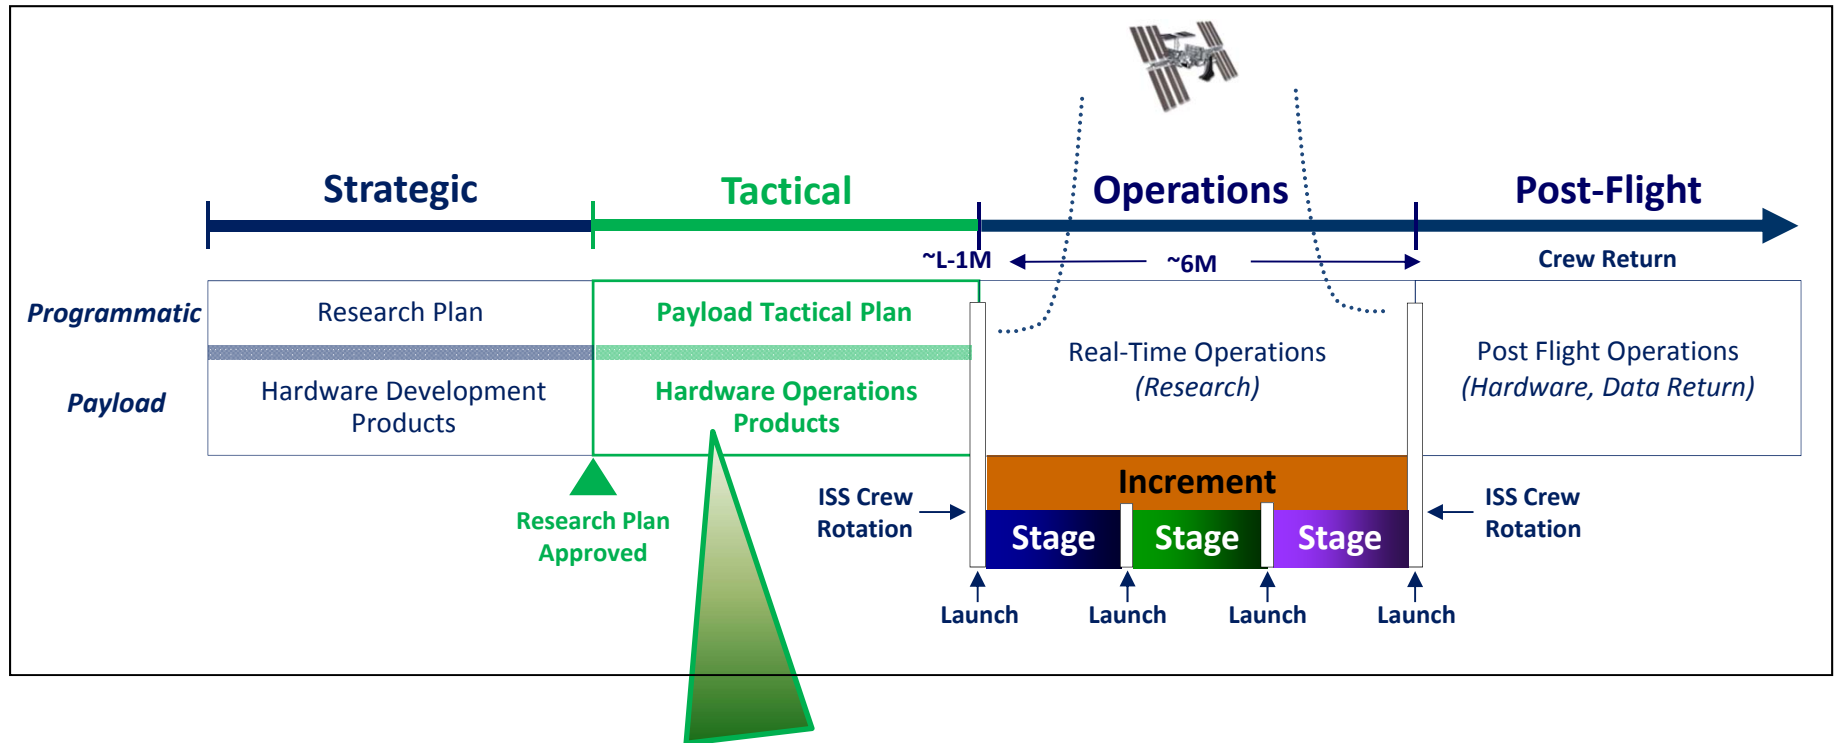 Strategic
Tactical
Operations
Post-Flight
~L-1M
~6M
Crew Return
Programmatic
Research Plan
Payload Tactical Plan
Real-Time Operations
(Research)
Post Flight Operations
(Hardware, Data Return)
Payload
Hardware Development
Products
Hardware Operations
Products
Increment
ISS Crew
Rotation
Stage
Stage
Stage
ISS Crew
Rotation
Research Plan
Approved
Launch
Launch
Launch
Launch